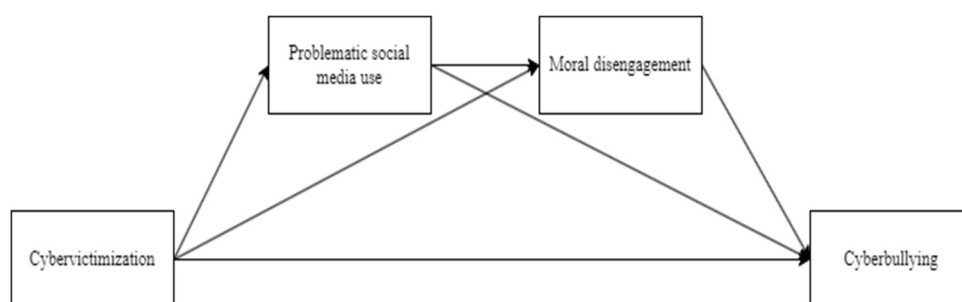 Problematic social
media use
Moral disengagement
Cybervictimization
Cyberbullying